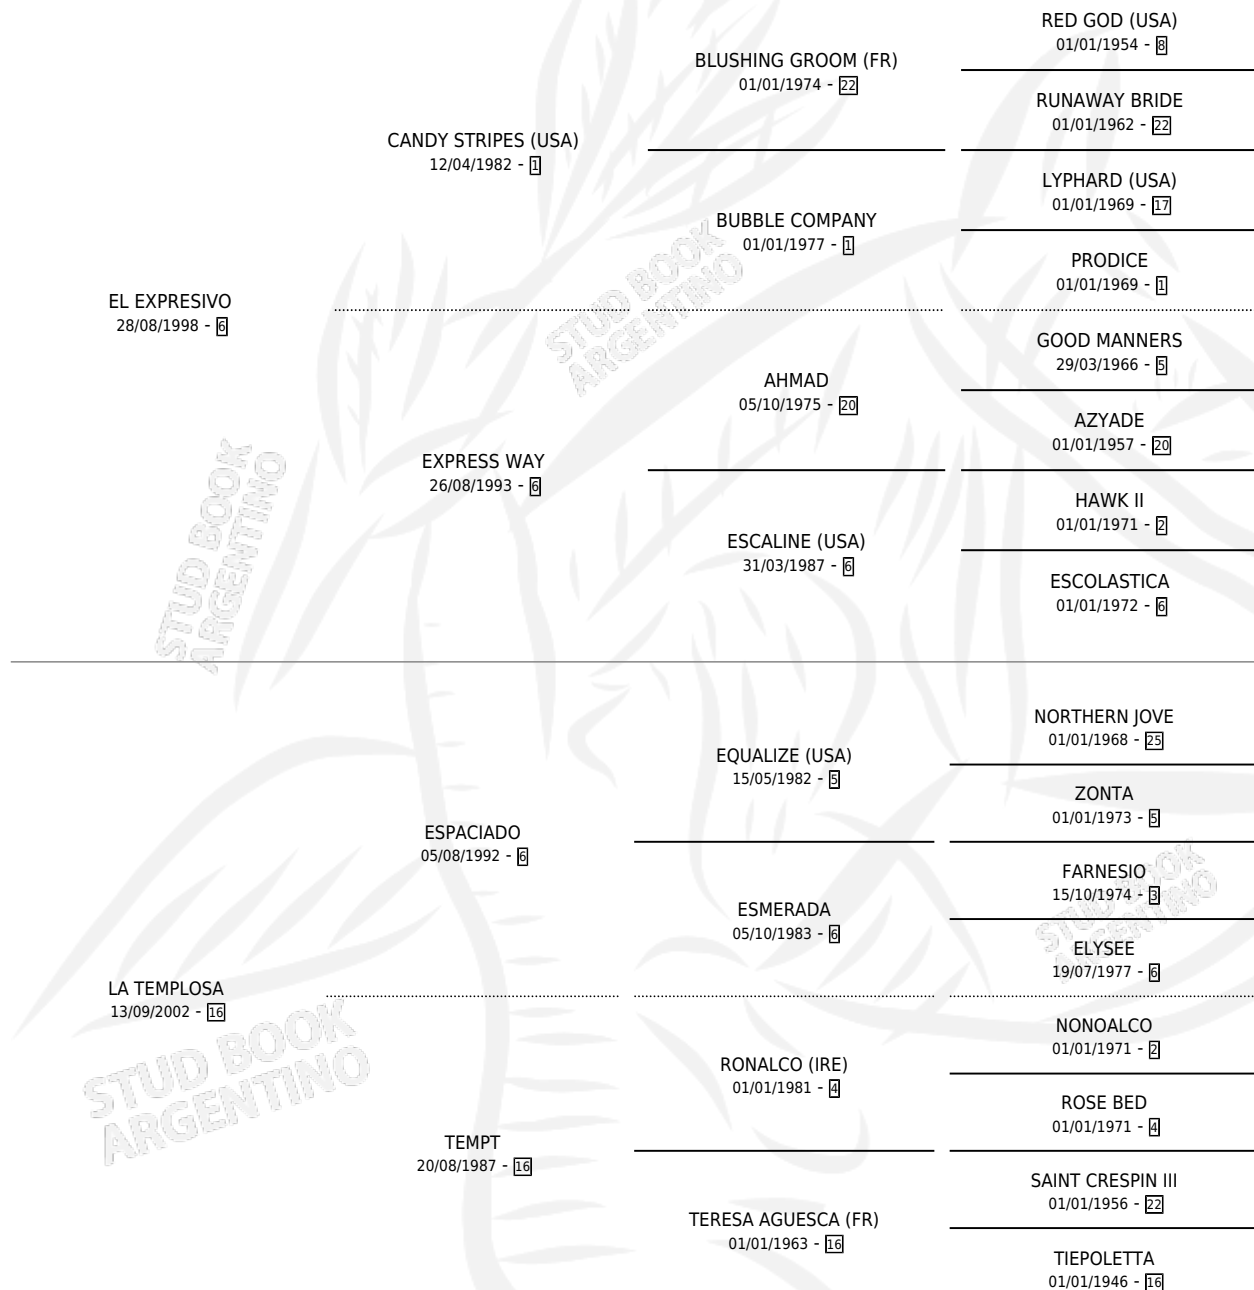 RED GOD (USA)
01/01/1954 - 8
BLUSHING GROOM (FR)
01/01/1974 - 22
RUNAWAY BRIDE
01/01/1962 - 22
CANDY STRIPES (USA)
12/04/1982 - 1
LYPHARD (USA)
01/01/1969 - 17
BUBBLE COMPANY
01/01/1977 - 1
PRODICE
01/01/1969 - 1
EL EXPRESIVO
28/08/1998 - 6
GOOD MANNERS
29/03/1966 - 5
AHMAD
05/10/1975 - 20
AZYADE
01/01/1957 - 20
EXPRESS WAY
26/08/1993 - 6
HAWK II
01/01/1971 - 2
ESCALINE (USA)
31/03/1987 - 6
ESCOLASTICA
01/01/1972 - 6
NORTHERN JOVE
01/01/1968 - 25
EQUALIZE (USA)
15/05/1982 - 5
ZONTA
01/01/1973 - 5
ESPACIADO
05/08/1992 - 6
FARNESIO
15/10/1974 - 3
ESMERADA
05/10/1983 - 6
ELYSEE
19/07/1977 - 6
LA TEMPLOSA
13/09/2002 - 16
NONOALCO
01/01/1971 - 2
RONALCO (IRE)
01/01/1981 - 4
ROSE BED
01/01/1971 - 4
TEMPT
20/08/1987 - 16
SAINT CRESPIN III
01/01/1956 - 22
TERESA AGUESCA (FR)
01/01/1963 - 16
TIEPOLETTA
01/01/1946 - 16
STUD BOOK
ARGENTINO
STUD BOOK
ARGENTINO
STUD BOOK
ARGENTINO
STUD BOOK
ARGENTINO